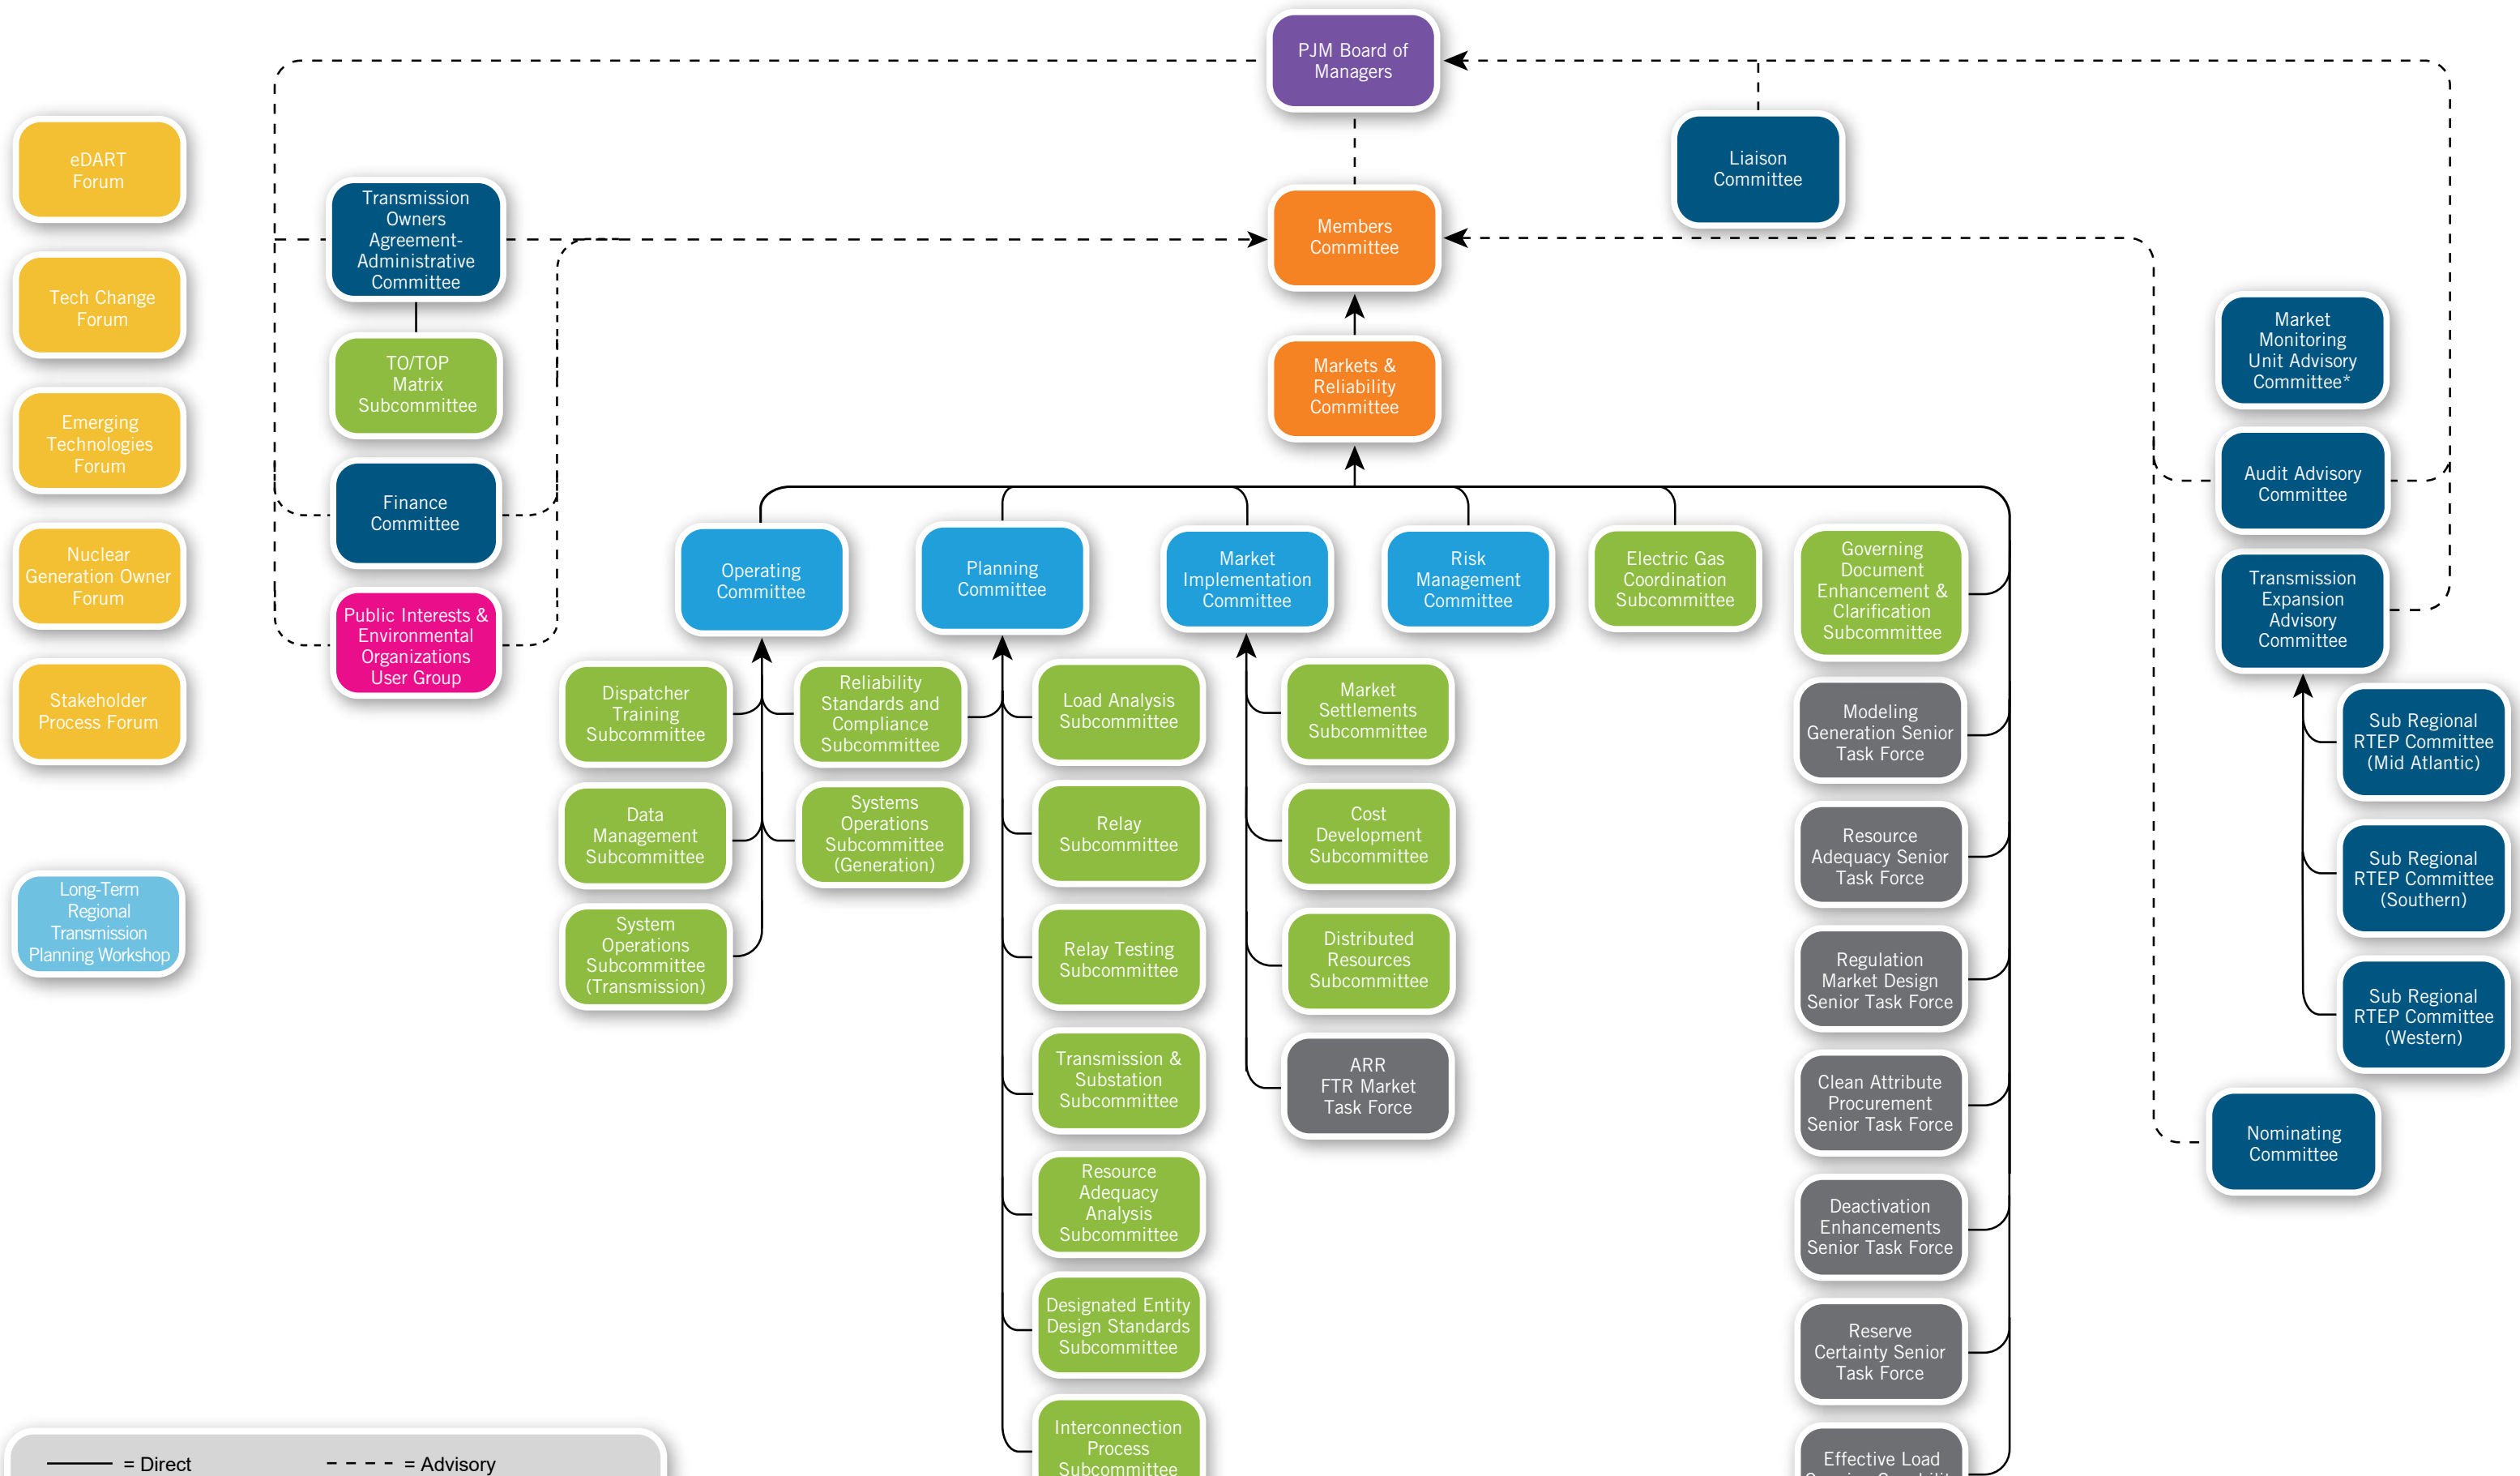 PJM Board of
Managers
eDART
Forum
Tech Change
Forum
Emerging
Technologies
Forum
Nuclear
Generation Owner
Forum
Stakeholder
Process Forum
Long-Term
Regional
Transmission
Planning Workshop
Transmission
Owners
Agreement-
Administrative
Committee
TO/TOP
Matrix
Subcommittee
Finance
Committee
Public Interests &
Environmental
Organizations
User Group
Liaison
Committee
Members
Committee
Markets &
Reliability
Committee
Operating
Committee
Planning
Committee
Market
Implementation
Committee
Risk
Management
Committee
Electric Gas
Coordination
Subcommittee
Governing
Document
Enhancement &
Clarification
Subcommittee
Dispatcher
Training
Subcommittee
Data
Management
Subcommittee
System
Operations
Subcommittee
(Transmission)
Reliability
Standards and
Compliance
Subcommittee
Systems
Operations
Subcommittee
(Generation)
Load Analysis
Subcommittee
Relay
Subcommittee
Relay Testing
Subcommittee
Transmission &
Substation
Subcommittee
Resource
Adequacy
Analysis
Subcommittee
Designated Entity
Design Standards
Subcommittee
Interconnection
Process
Subcommittee
Market
Settlements
Subcommittee
Cost
Development
Subcommittee
Distributed
Resources
Subcommittee
ARR
FTR Market
Task Force
Modeling
Generation Senior
Task Force
Resource
Adequacy Senior
Task Force
Regulation
Market Design
Senior Task Force
Clean Attribute
Procurement
Senior Task Force
Deactivation
Enhancements
Senior Task Force
Reserve
Certainty Senior
Task Force
Effective Load
Market
Monitoring
Unit Advisory
Committee*
Audit Advisory
Committee
Transmission
Expansion
Advisory
Committee
Sub Regional
RTEP Committee
(Mid Atlantic)
Sub Regional
RTEP Committee
(Southern)
Sub Regional
RTEP Committee
(Western)
Nominating
Committee
= Direct
= Advisory